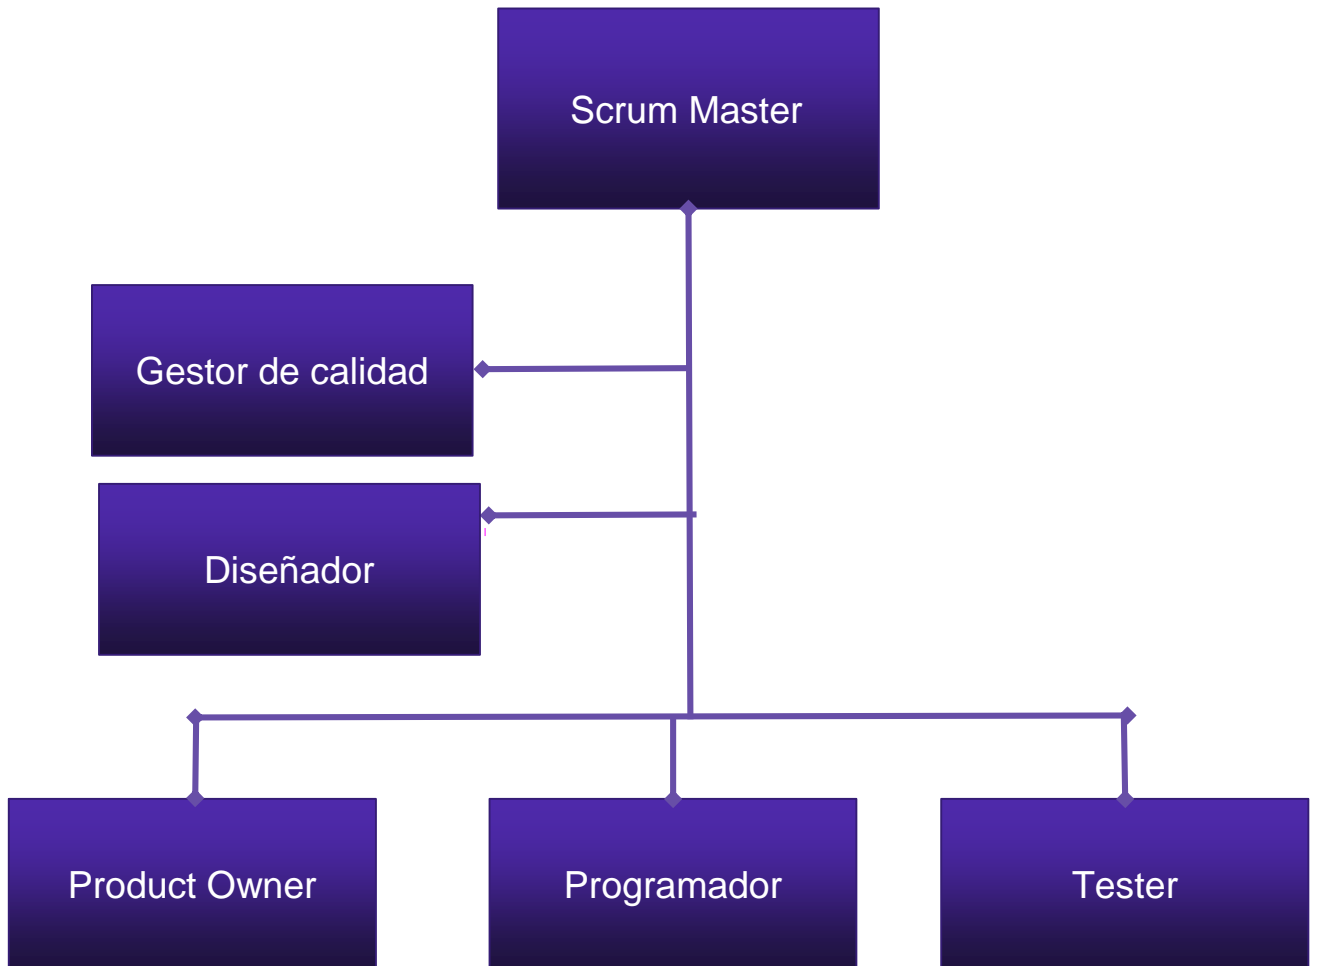 Scrum Master
Gestor de calidad
Diseñador
Product Owner
Programador
Tester